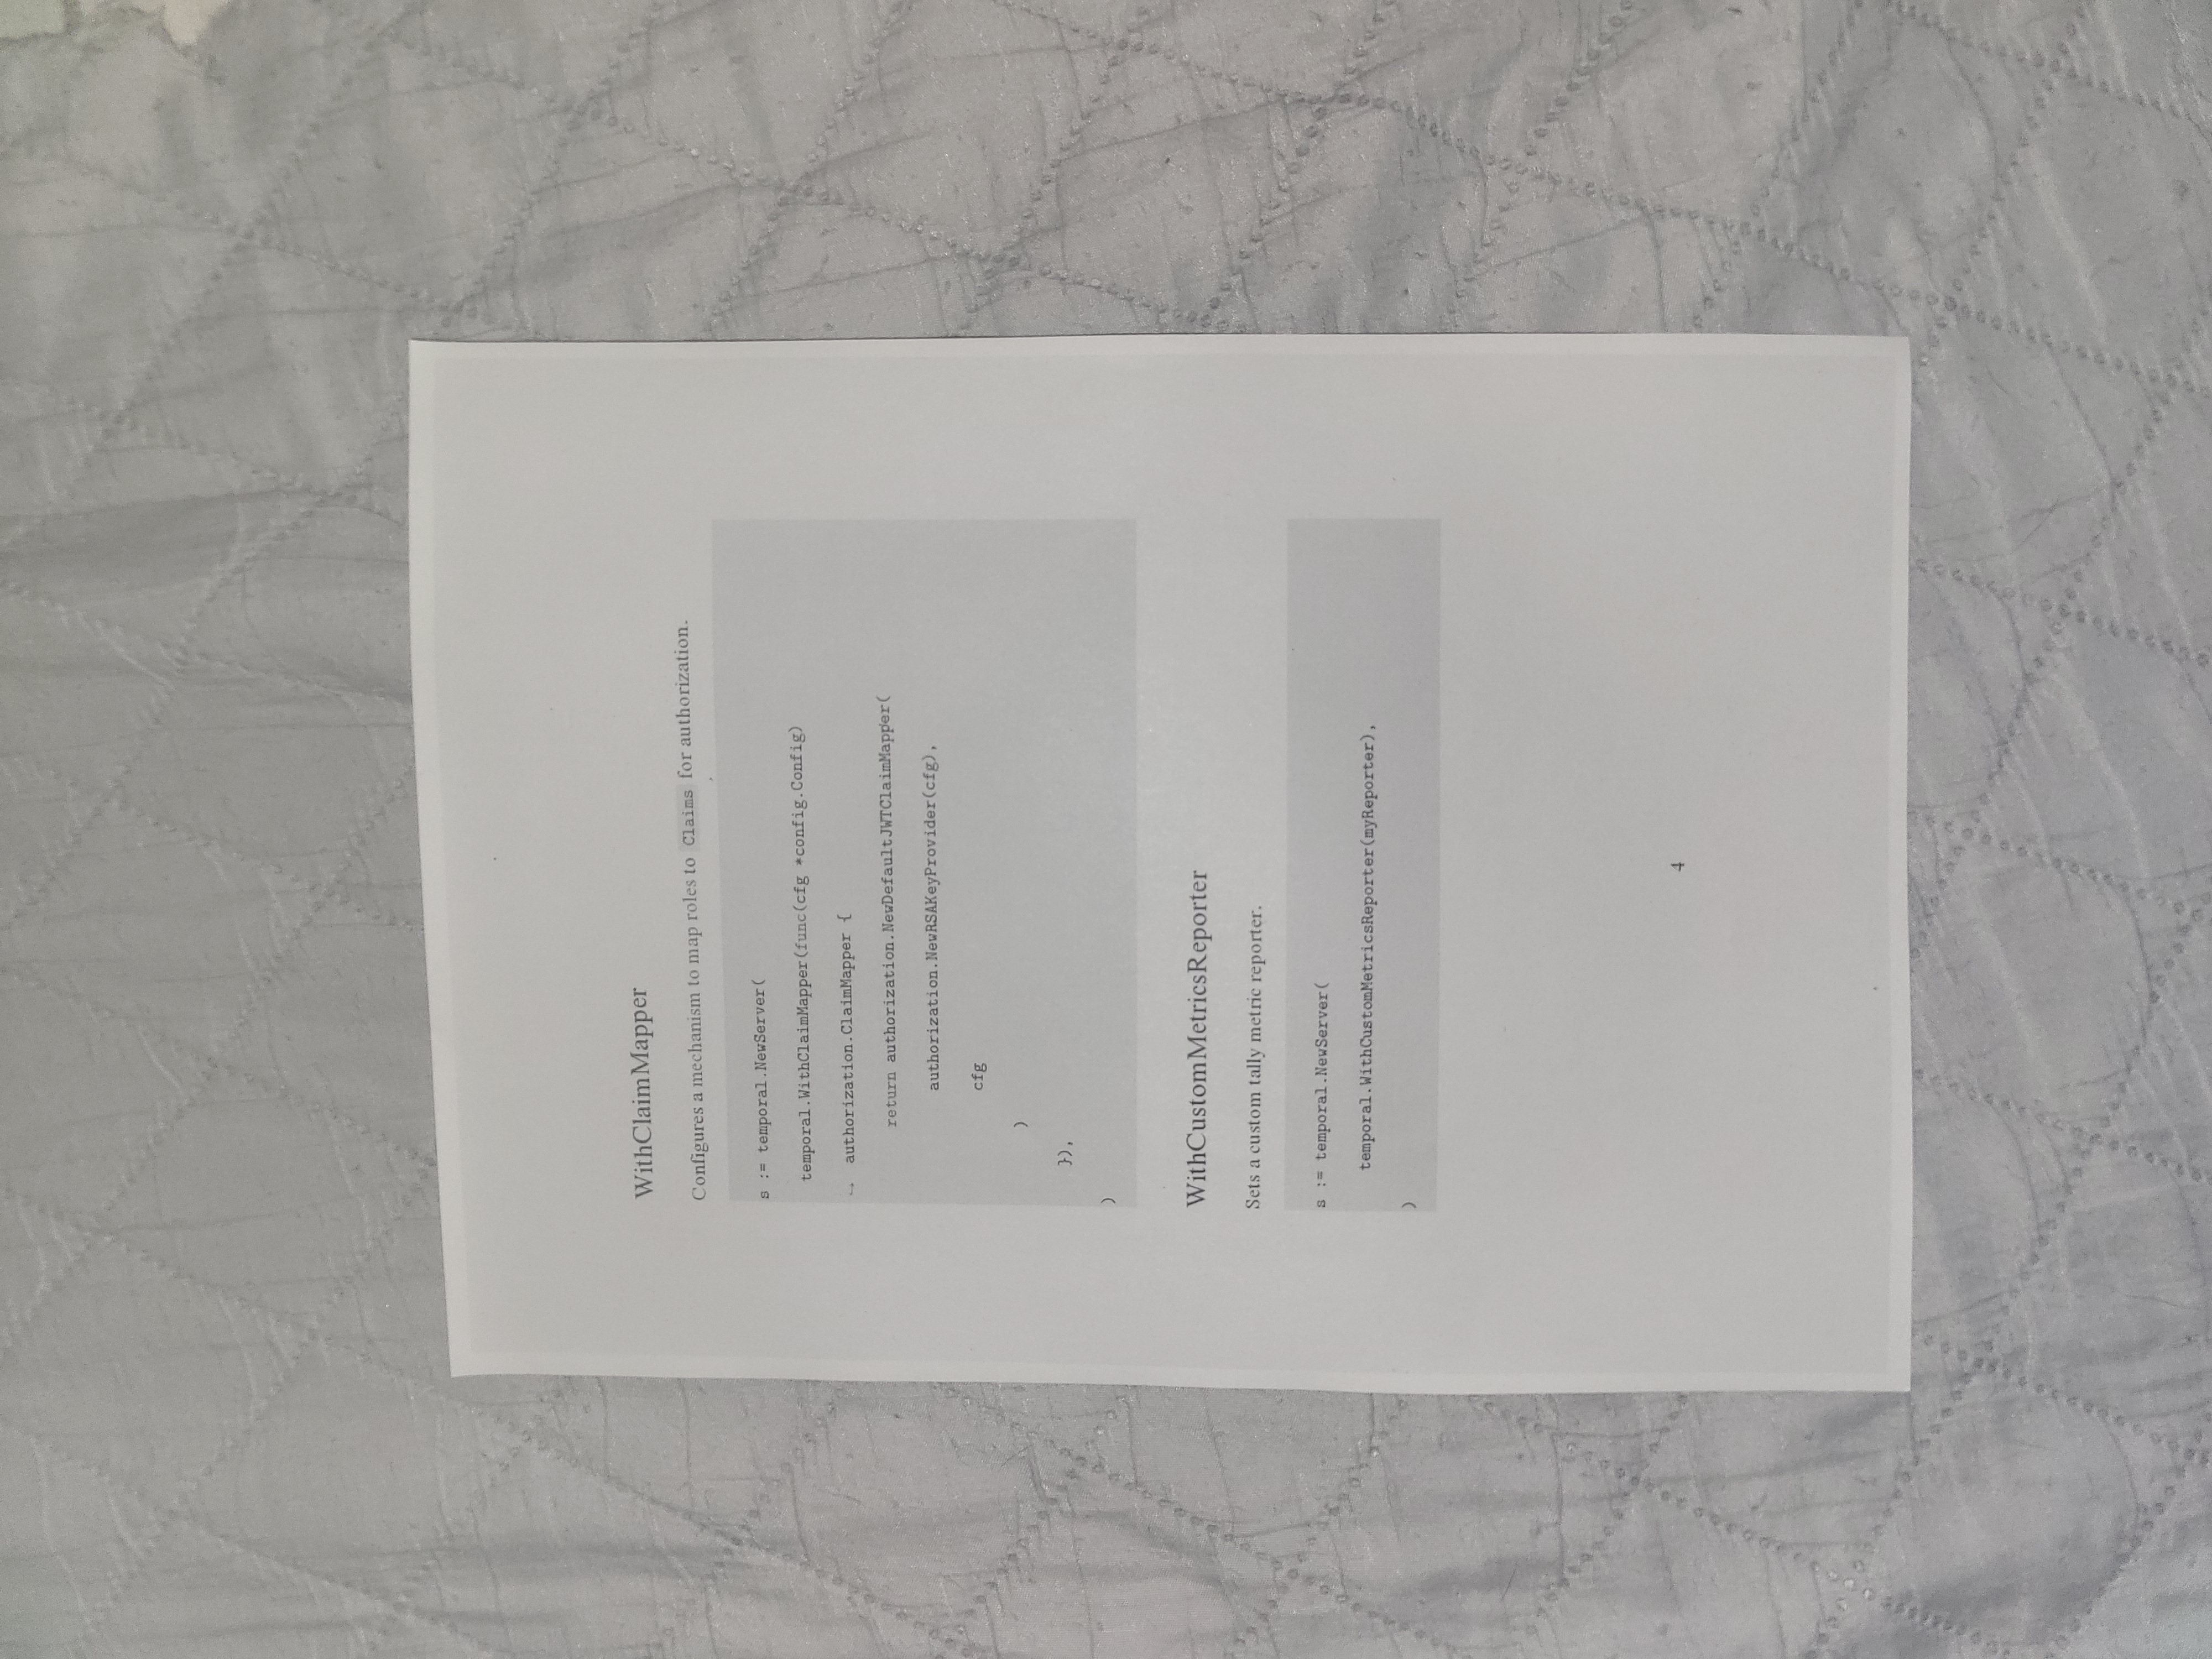 WithClaimMapper
Configures a mechanism to map roles to Claims for authorization.
s := temporal.NewServer(
  temporal.WithClaimMapper(func(cfg *config.Config)
↪  authorization.ClaimMapper {
        return authorization.NewDefaultJWTClaimMapper(
            authorization.NewRSAKeyProvider(cfg),
            cfg
        )
    }),
)
WithCustomMetricsReporter
Sets a custom tally metric reporter.
s := temporal.NewServer(
    temporal.WithCustomMetricsReporter(myReporter),
)
4